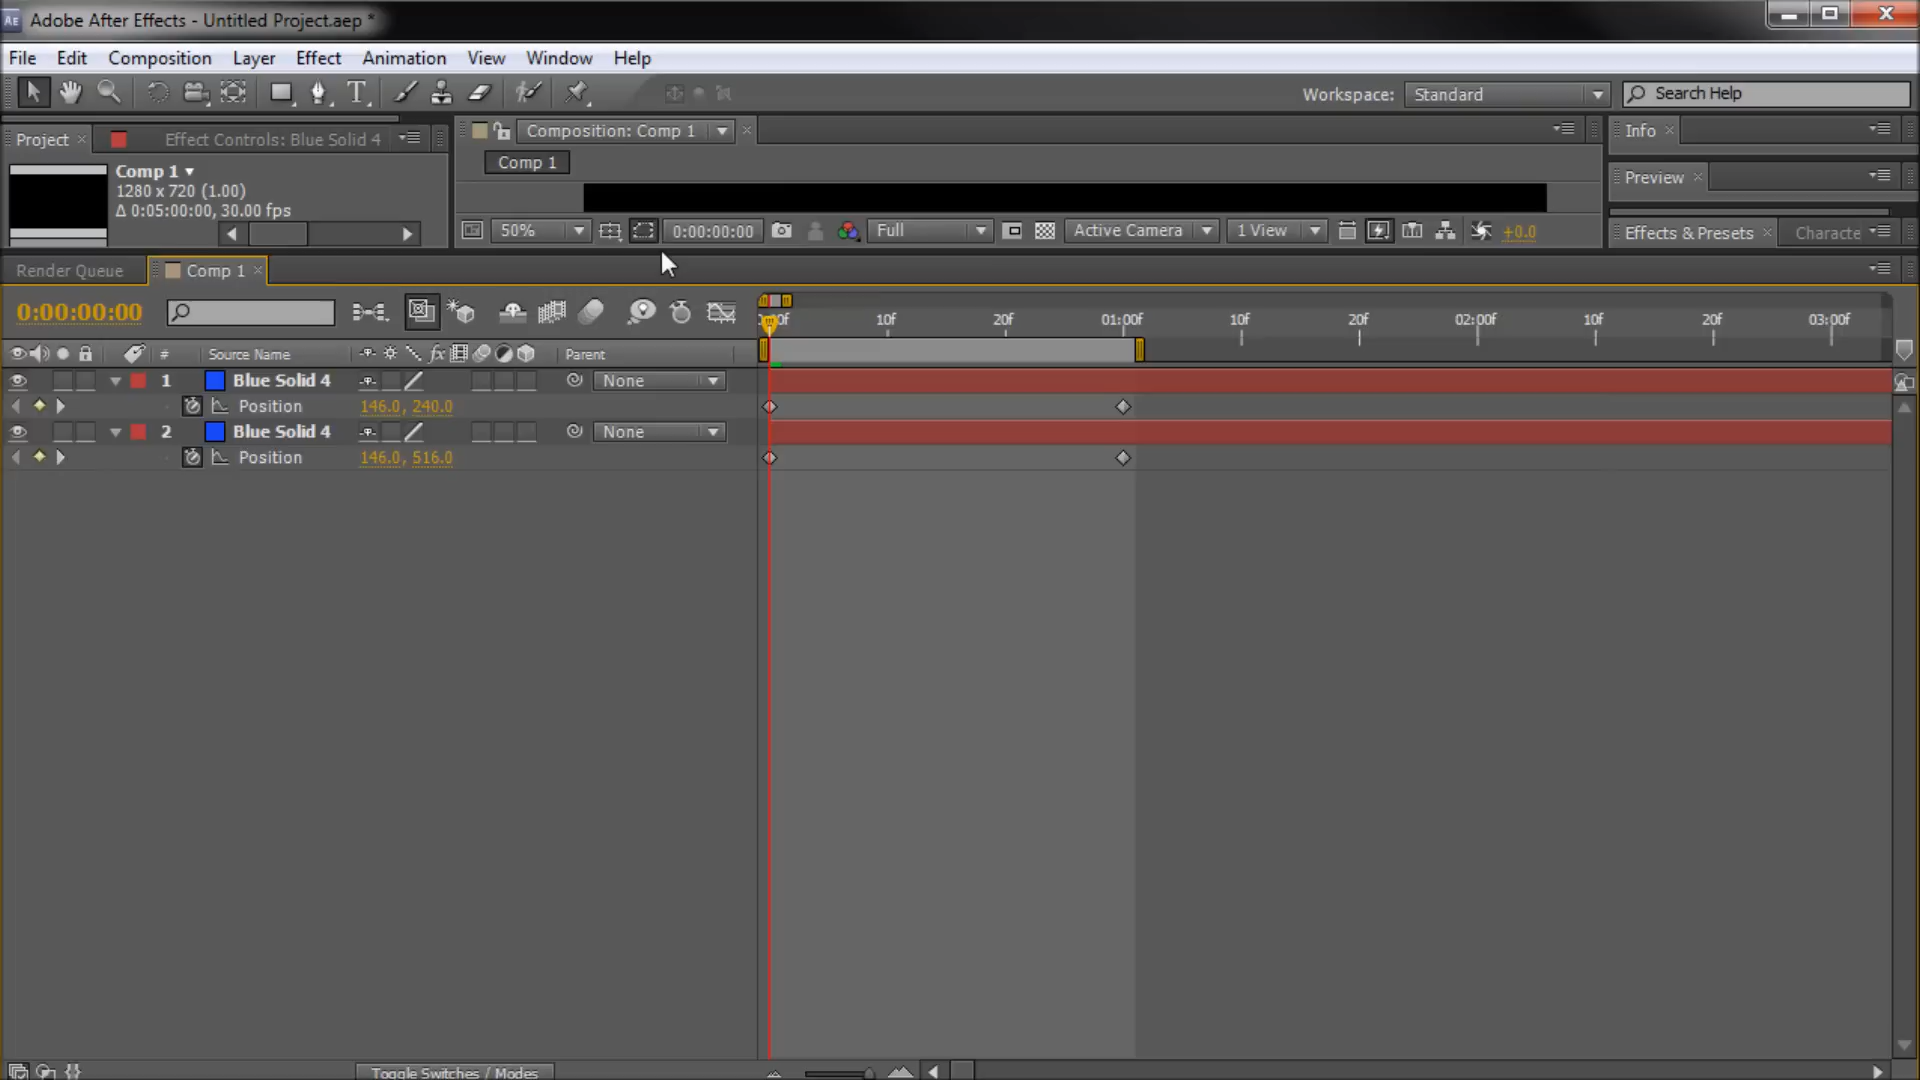 Adobe After Effects - Untitled Project.aep *
File Edit Composition Layer Effect Animation View Window Help
Workspace: Standard Search Help
Project Effect Controls: Blue Solid 4 Composition: Comp 1 Info
Comp 1
1280 x 720 (1.00)
Δ 0:05:00:00, 30.00 fps
Comp 1
Preview
50% 0:00:00:00 Full Active Camera 1 View +0.0
Effects & Presets Characte
Render Queue Comp 1
0:00:00:00
10f 20f 01:00f 10f 20f 02:00f 10f 20f 03:00f
# Source Name fx Parent
1 Blue Solid 4 None
Position 146.0, 240.0
2 Blue Solid 4 None
Position 146.0, 516.0
Toggle Switches / Modes